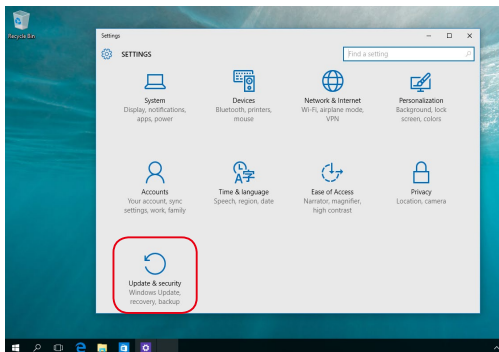 Recycle Bin
Settings
SETTINGS
Find a setting
System
Display, notifications,
apps, power
Devices
Bluetooth, printers,
mouse
Network & Internet
Wi-Fi, airplane mode,
VPN
Personalization
Background, lock
screen, colors
Accounts
Your account, sync
settings, work, family
Time & language
Speech, region, date
Ease of Access
Narrator, magnifier,
high contrast
Privacy
Location, camera
Update & security
Windows Update,
recovery, backup